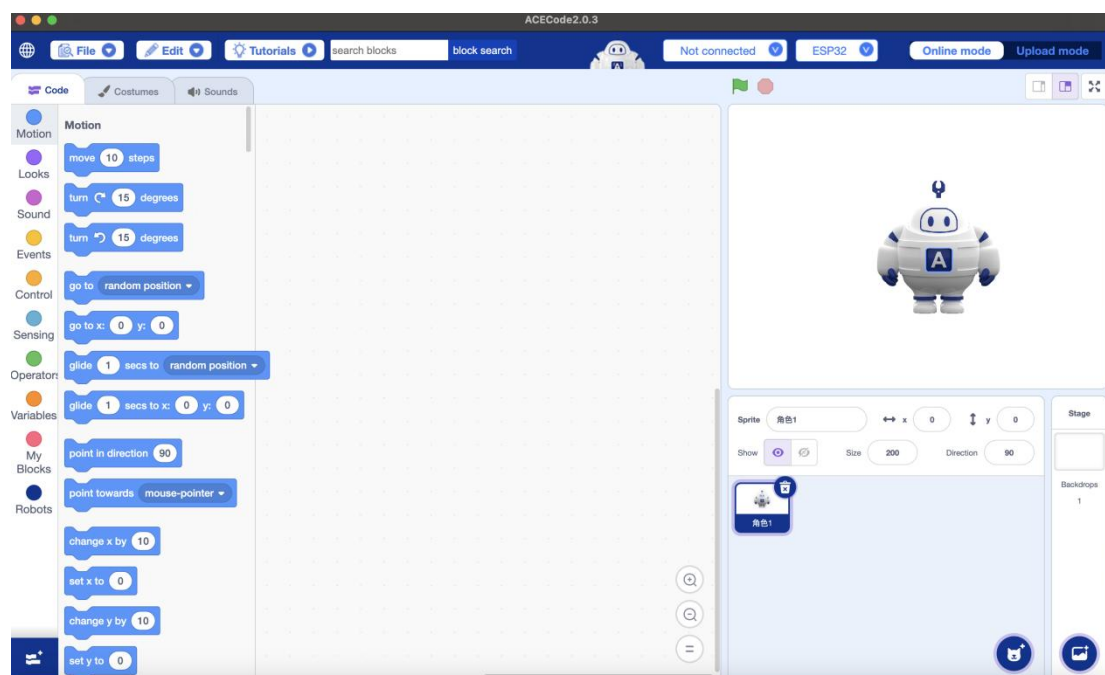 ACECode2.0.3
File
Edit
Tutorials
search blocks
block search
Not connected
ESP32
Online mode
Upload mode
Code
Costumes
Sounds
Motion
Looks
Sound
Events
Control
Sensing
Operators
Variables
My
Blocks
Robots
Motion
move 10 steps
turn 15 degrees
turn 15 degrees
go to random position
go to x: 0 y: 0
glide 1 secs to random position
glide 1 secs to x: 0 y: 0
point in direction 90
point towards mouse-pointer
change x by 10
set x to 0
change y by 10
set y to 0
A
A
Sprite 角色1 x 0 y 0
Show Size 200 Direction 90
角色1
Stage
Backdrops
1